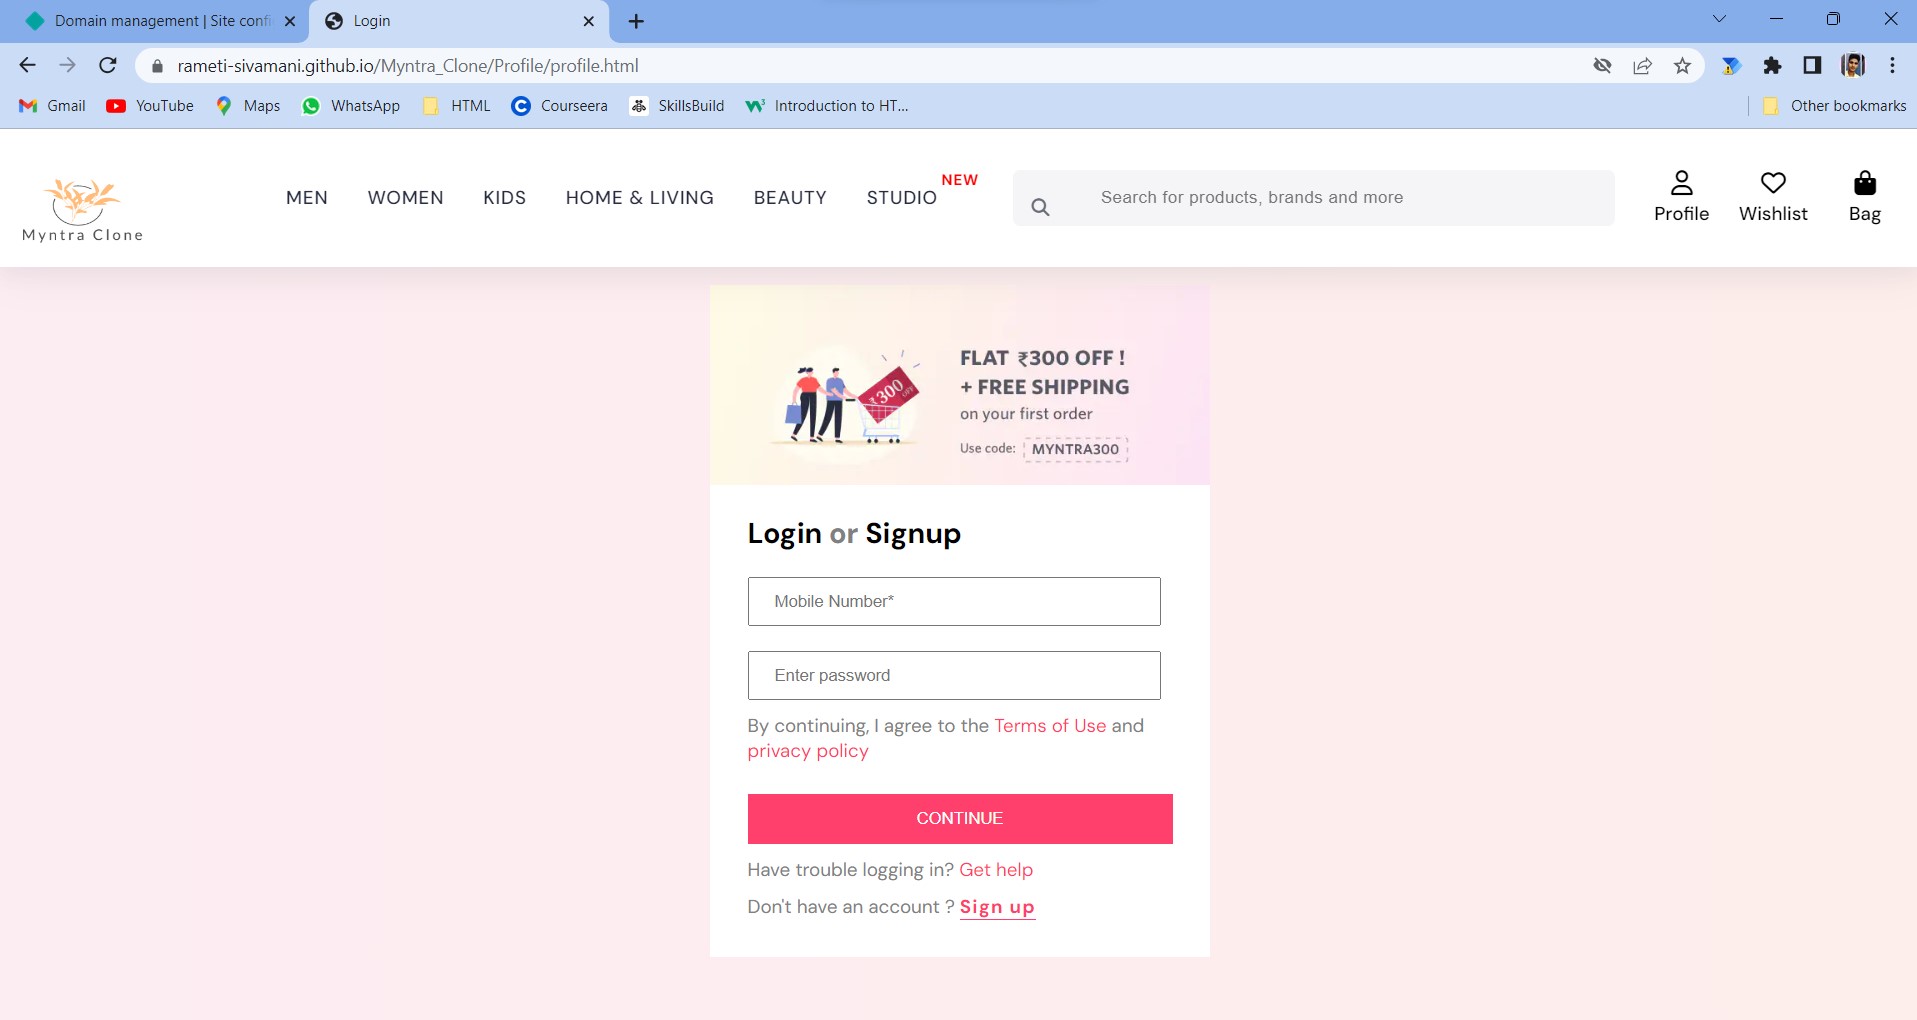 Domain management | Site confi
Login
rameti-sivamani.github.io/Myntra_Clone/Profile/profile.html
Gmail YouTube Maps WhatsApp HTML Courseera SkillsBuild Introduction to HT... Other bookmarks
Myntra Clone
MEN WOMEN KIDS HOME & LIVING BEAUTY STUDIO NEW
Search for products, brands and more
Profile Wishlist Bag
₹300 OFF
FLAT ₹300 OFF !
+ FREE SHIPPING
on your first order
Use code: MYNTRA300
Login or Signup
Mobile Number*
Enter password
By continuing, I agree to the Terms of Use and
privacy policy
CONTINUE
Have trouble logging in? Get help
Don't have an account ? Sign up